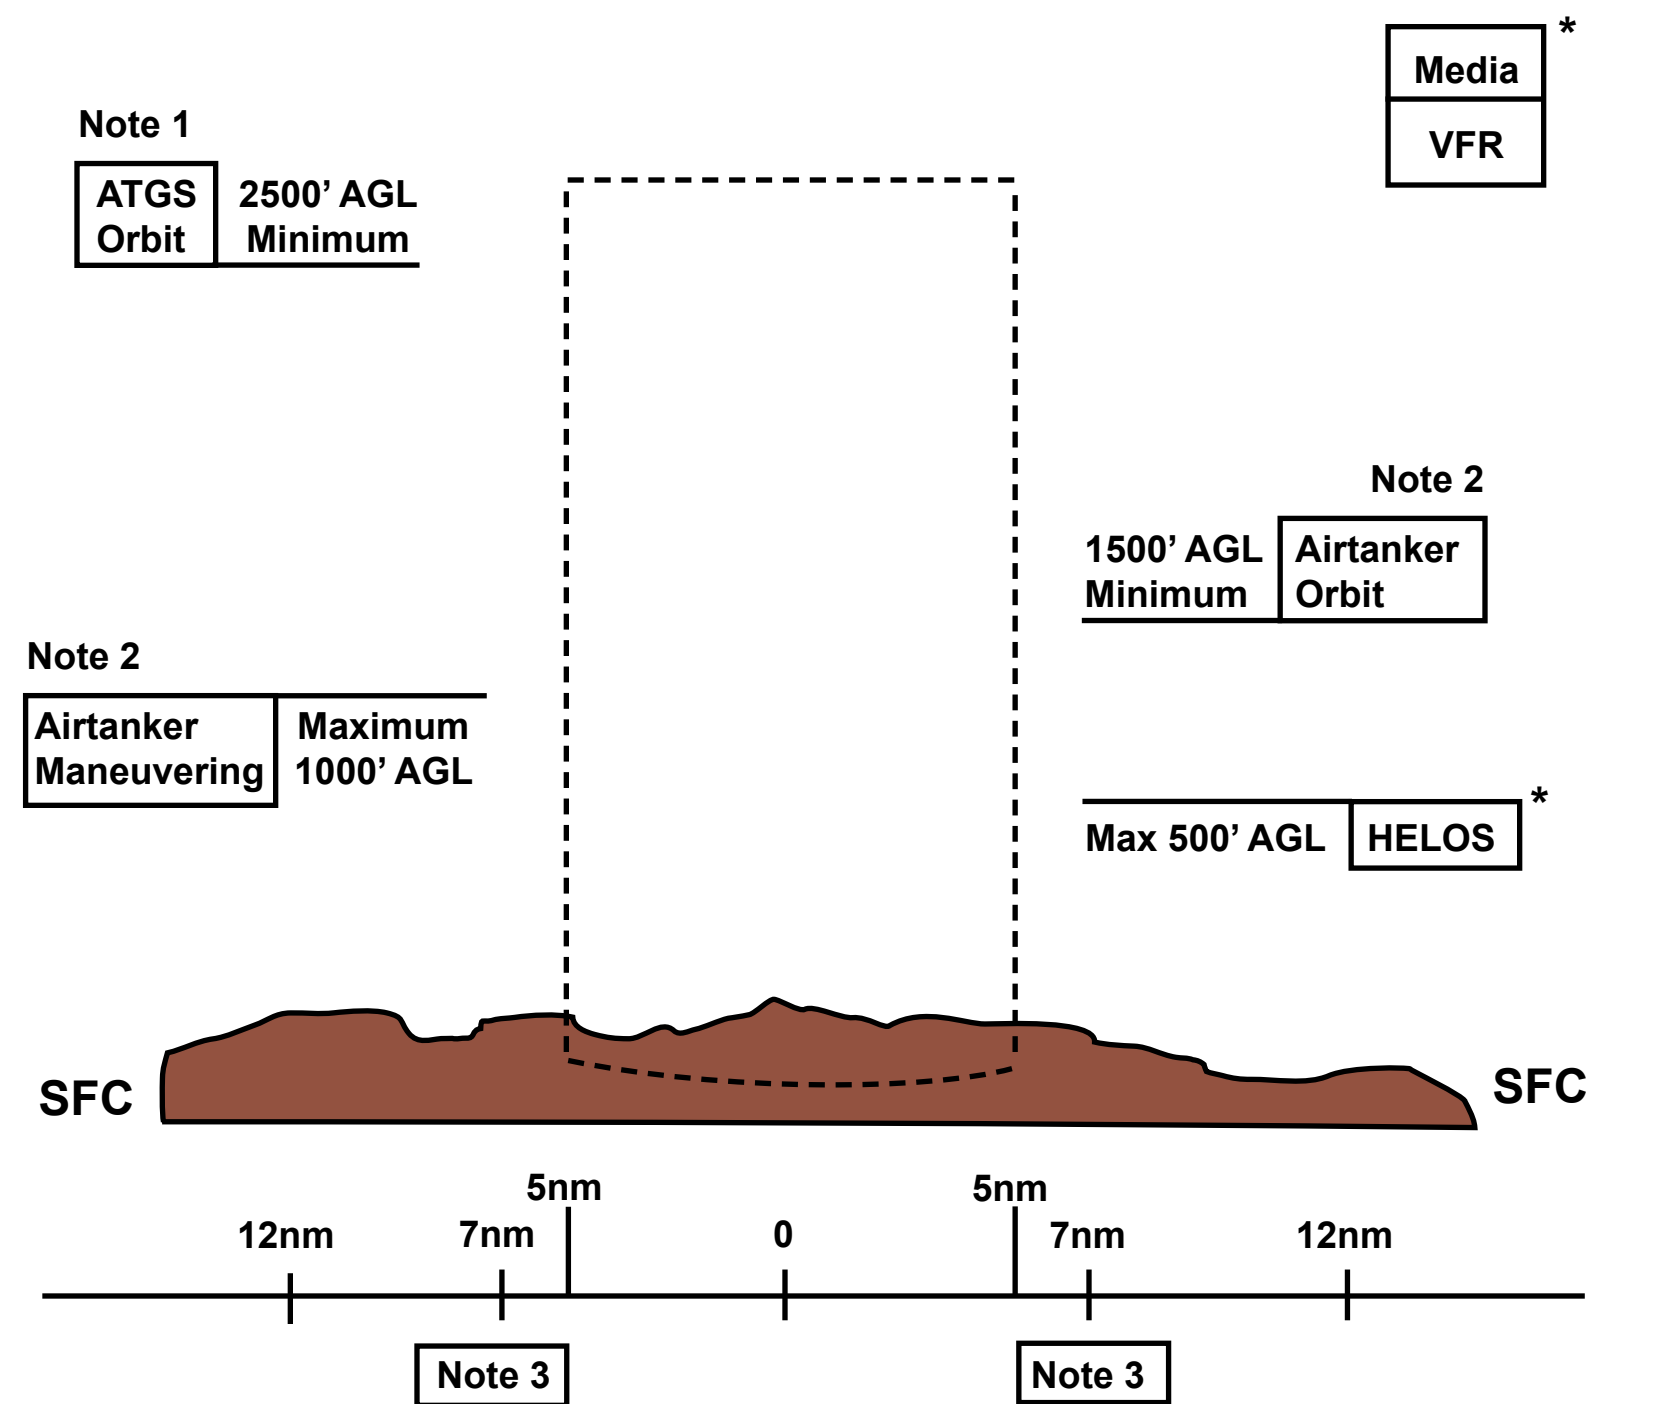 *
Media
VFR
Note 1
ATGS
Orbit
2500’ AGL
Minimum
Note 2
1500’ AGL
Minimum
Airtanker
Orbit
Note 2
Airtanker
Maneuvering
Maximum
1000’ AGL
*
Max 500’ AGL
HELOS
SFC
SFC
5nm
5nm
12nm
7nm
0
7nm
12nm
Note 3
Note 3